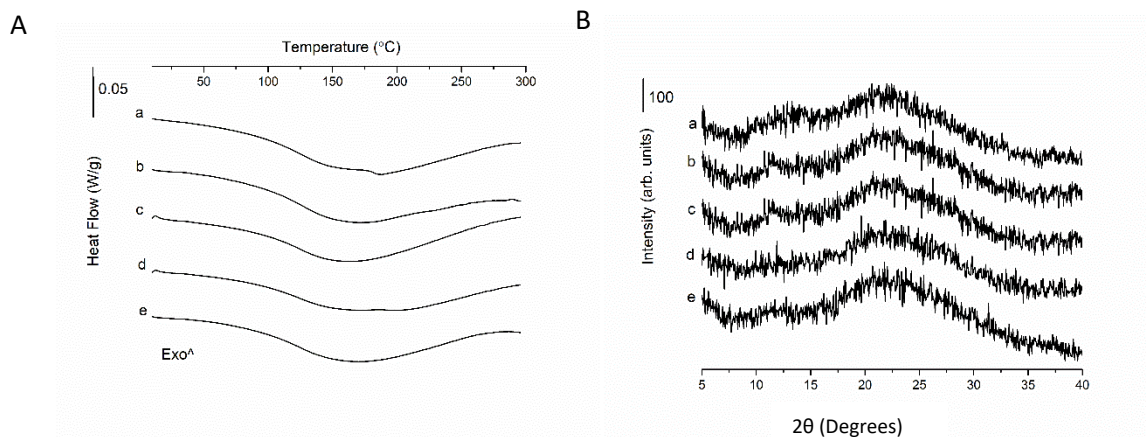 A
Temperature (°C)
50 100 150 200 250 300
0.05
a
b
c
d
e
Heat Flow (W/g)
Exo^
B
100
a
b
c
d
e
Intensity (arb. units)
5 10 15 20 25 30 35 40
2θ (Degrees)